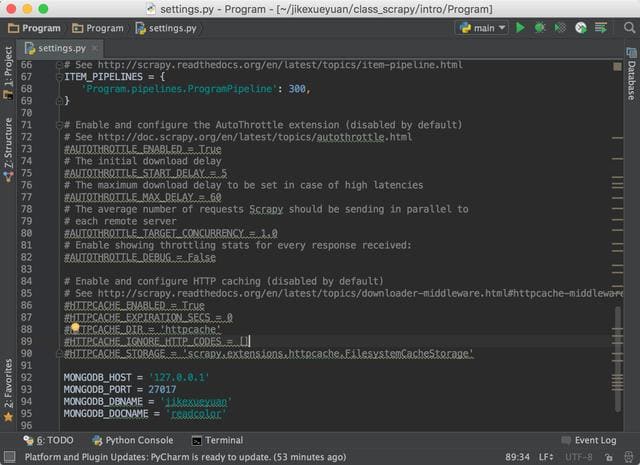 settings.py - Program - [~/jikexueyuan/class_scrapy/intro/Program]
Program Program settings.py main
settings.py
1: Project
7: Structure
2: Favorites
66 # See http://scrapy.readthedocs.org/en/latest/topics/item-pipeline.html
67 ITEM_PIPELINES = {
68 'Program.pipelines.ProgramPipeline': 300,
69 }
70
71 # Enable and configure the AutoThrottle extension (disabled by default)
72 # See http://doc.scrapy.org/en/latest/topics/autothrottle.html
73 #AUTOTHROTTLE_ENABLED = True
74 # The initial download delay
75 #AUTOTHROTTLE_START_DELAY = 5
76 # The maximum download delay to be set in case of high latencies
77 #AUTOTHROTTLE_MAX_DELAY = 60
78 # The average number of requests Scrapy should be sending in parallel to
79 # each remote server
80 #AUTOTHROTTLE_TARGET_CONCURRENCY = 1.0
81 # Enable showing throttling stats for every response received:
82 #AUTOTHROTTLE_DEBUG = False
83
84 # Enable and configure HTTP caching (disabled by default)
85 # See http://scrapy.readthedocs.org/en/latest/topics/downloader-middleware.html#httpcache-middlewar
86 #HTTPCACHE_ENABLED = True
87 #HTTPCACHE_EXPIRATION_SECS = 0
88 #HTTPCACHE_DIR = 'httpcache'
89 #HTTPCACHE_IGNORE_HTTP_CODES = []
90 #HTTPCACHE_STORAGE = 'scrapy.extensions.httpcache.FilesystemCacheStorage'
91
92 MONGODB_HOST = '127.0.0.1'
93 MONGODB_PORT = 27017
94 MONGODB_DBNAME = 'jikexueyuan'
95 MONGODB_DOCNAME = 'readcolor'
96
6: TODO Python Console Terminal Event Log
Platform and Plugin Updates: PyCharm is ready to update. (53 minutes ago) 89:34 LF UTF-8